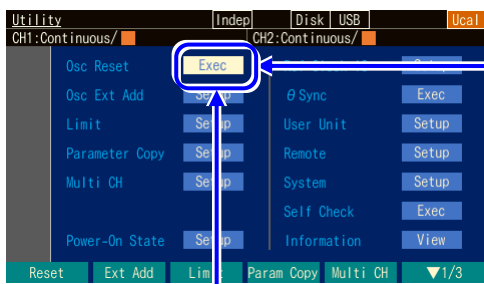 Utility Indep Disk USB Ucal
CH1:Continuous/ CH2:Continuous/
Osc Reset Exec
Osc Ext Add Setup θ Sync Exec
Limit Setup User Unit Setup
Parameter Copy Setup Remote Setup
Multi CH Setup System Setup
Self Check Exec
Power-On State Setup Information View
Reset Ext Add Limit Param Copy Multi CH ▼1/3